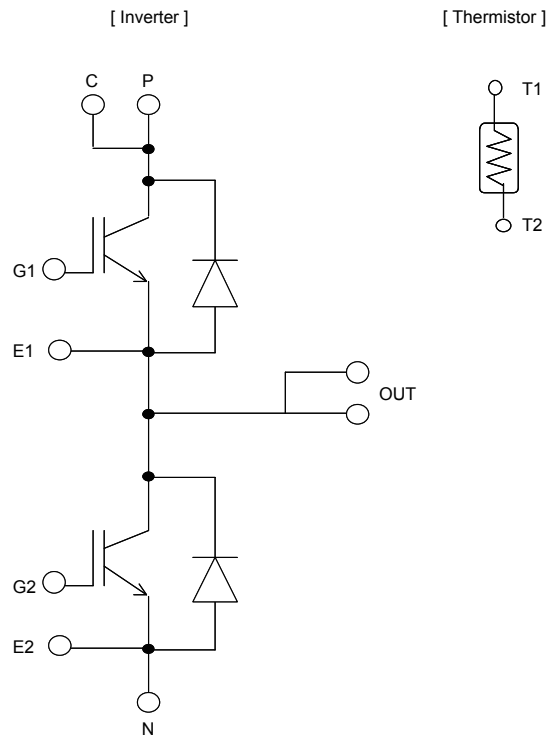 [ Inverter ]
[ Thermistor ]
C
P
T1
T2
G1
E1
OUT
G2
E2
N